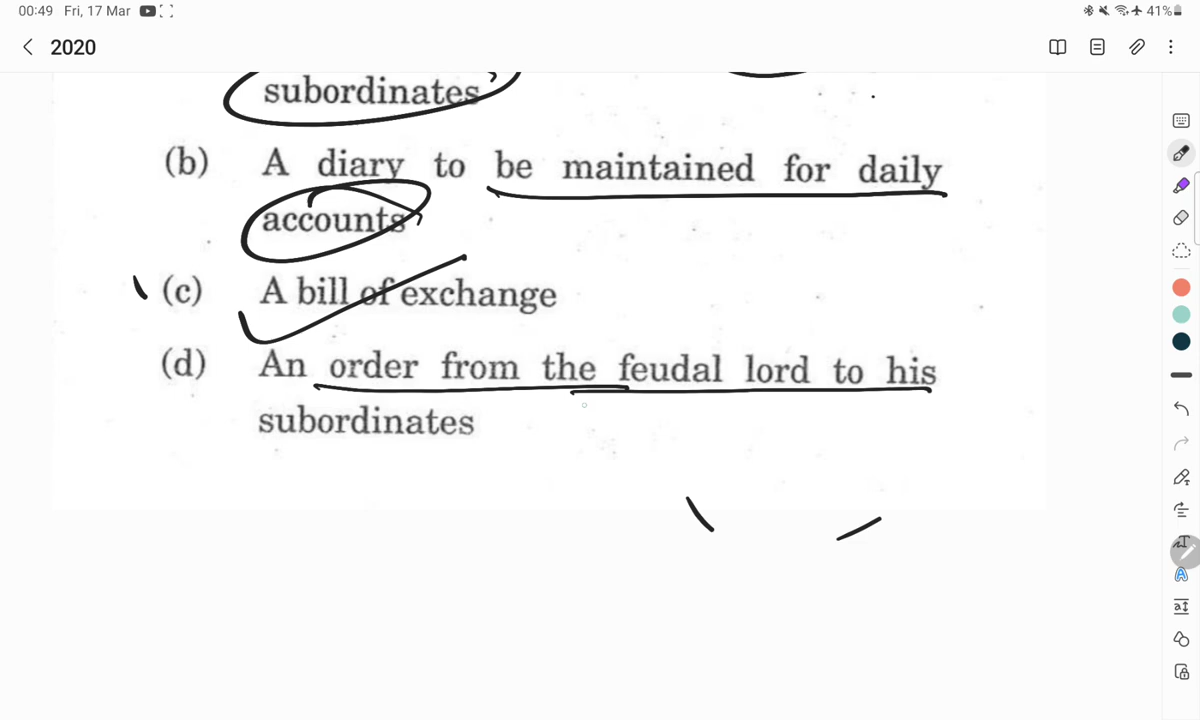 00:49 Fri, 17 Mar
41%
2020
subordinates
(b) A diary to be maintained for daily
accounts
(c) A bill of exchange
(d) An order from the feudal lord to his
subordinates